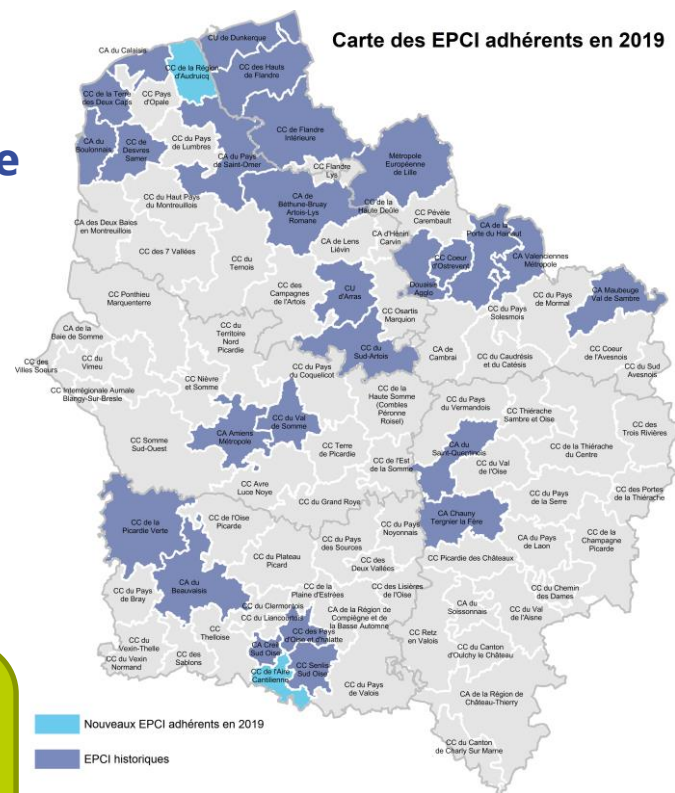 Carte des EPCI adhérents en 2019
e
CU de Dunkerque
CA du Calaisis
CC de la Région
d'Audruicq
CC des Hauts
de Flandre
CC de la Terre
des Deux Caps
CC Pays
d'Opale
CC de Flandre
Intérieure
CA du
Boulonnais
CC de
Desvres
Samer
CC du Pays
de Lumbres
CA du Pays
de Saint-Omer
CC Flandre
Lys
Métropole
Européenne
de Lille
CC du Haut Pays
du Montreuillois
CA de
Béthune-Bruay
Artois-Lys
Romane
CC de la
Haute Deûle
CC Pévèle
Carembault
CA des Deux Baies
en Montreuillois
CA de Lens
Liévin
CA d'Hénin
Carvin
CC Coeur
d'Ostrevent
CA de la
Porte du Hainaut
CA Valenciennes
Métropole
CC des 7 Vallées
CC du
Ternois
Douaisis
Agglo
CA Maubeuge
Val de Sambre
CC des
Campagnes
de l'Artois
CU
d'Arras
CC Osartis
Marquion
CC du Pays
Solesmois
CC du Pays
de Mormal
CC Ponthieu
Marquenterre
CC du
Territoire
Nord
Picardie
CC du
Sud-Artois
CA de
Cambrai
CC du Caudrésis
et du Catésis
CC Coeur
de l'Avesnois
CC du Sud
Avesnois
CA de la
Baie de Somme
CC des
Villes Soeurs
CC du
Vimeu
CC Interrégionale Aumale
Blangy-Sur-Bresle
CC Nièvre
et Somme
CC du Pays
du Coquelicot
CC de la
Haute Somme
(Combles
Péronne
Roisel)
CC du Pays
du Vermandois
CC Thiérache
Sambre et Oise
CC des
Trois Rivières
CA Amiens
Métropole
CC du Val
de Somme
CC Somme
Sud-Ouest
CC Terre
de Picardie
CC de l'Est
de la Somme
CA du
Saint-Quentinois
CC du Val
de l'Oise
CC de la Thiérache
du Centre
CC Avre
Luce Noye
CC du Grand Roye
CC du Pays
de la Serre
CC des Portes
de la Thiérache
CC de la
Picardie Verte
CC de l'Oise
Picarde
CC du Pays
des Sources
CC du Pays
Noyonnais
CA Chauny
Tergnier la Fère
CA du Pays
de Laon
CC de la
Champagne
Picarde
CC du Plateau
Picard
CC des
Deux Vallées
CC Picardie des Châteaux
CC du Pays
de Bray
CA du
Beauvaisis
CC de la
Plaine d'Estrées
CC des Lisières
de l'Oise
CC du Chemin
des Dames
CC du Clermontois
CC du Liancourtois
CA de la Région de
Compiègne et de
la Basse Automne
CA du
Soissonnais
CC du Val
de l'Aisne
CC du
Vexin-Thelle
CC
Thelloise
CC des Pays
d'Oise et d'halatte
CA Creil
Sud Oise
CC Retz
en Valois
CC du Vexin
Normand
CC des
Sablons
CC de l'Aire
Cantilienne
CC Senlis
Sud Oise
CC du Pays
de Valois
CC du Canton
d'Oulchy le Château
CA de la Région de
Château-Thierry
CC du Canton
de Charly Sur Marne
Nouveaux EPCI adhérents en 2019
EPCI historiques